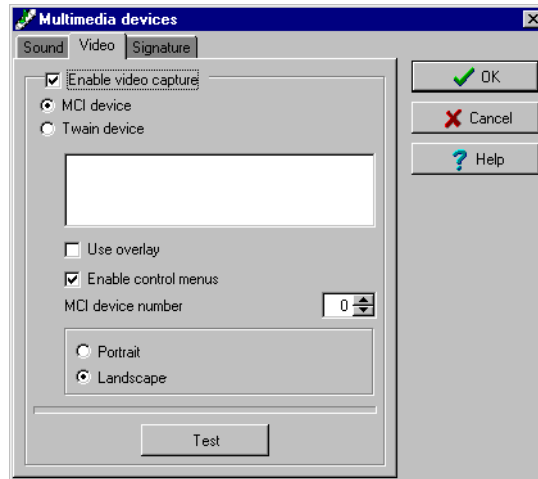 Multimedia devices
Sound Video Signature
Enable video capture
MCI device
Twain device
Use overlay
Enable control menus
MCI device number 0
Portrait
Landscape
Test
OK
Cancel
Help